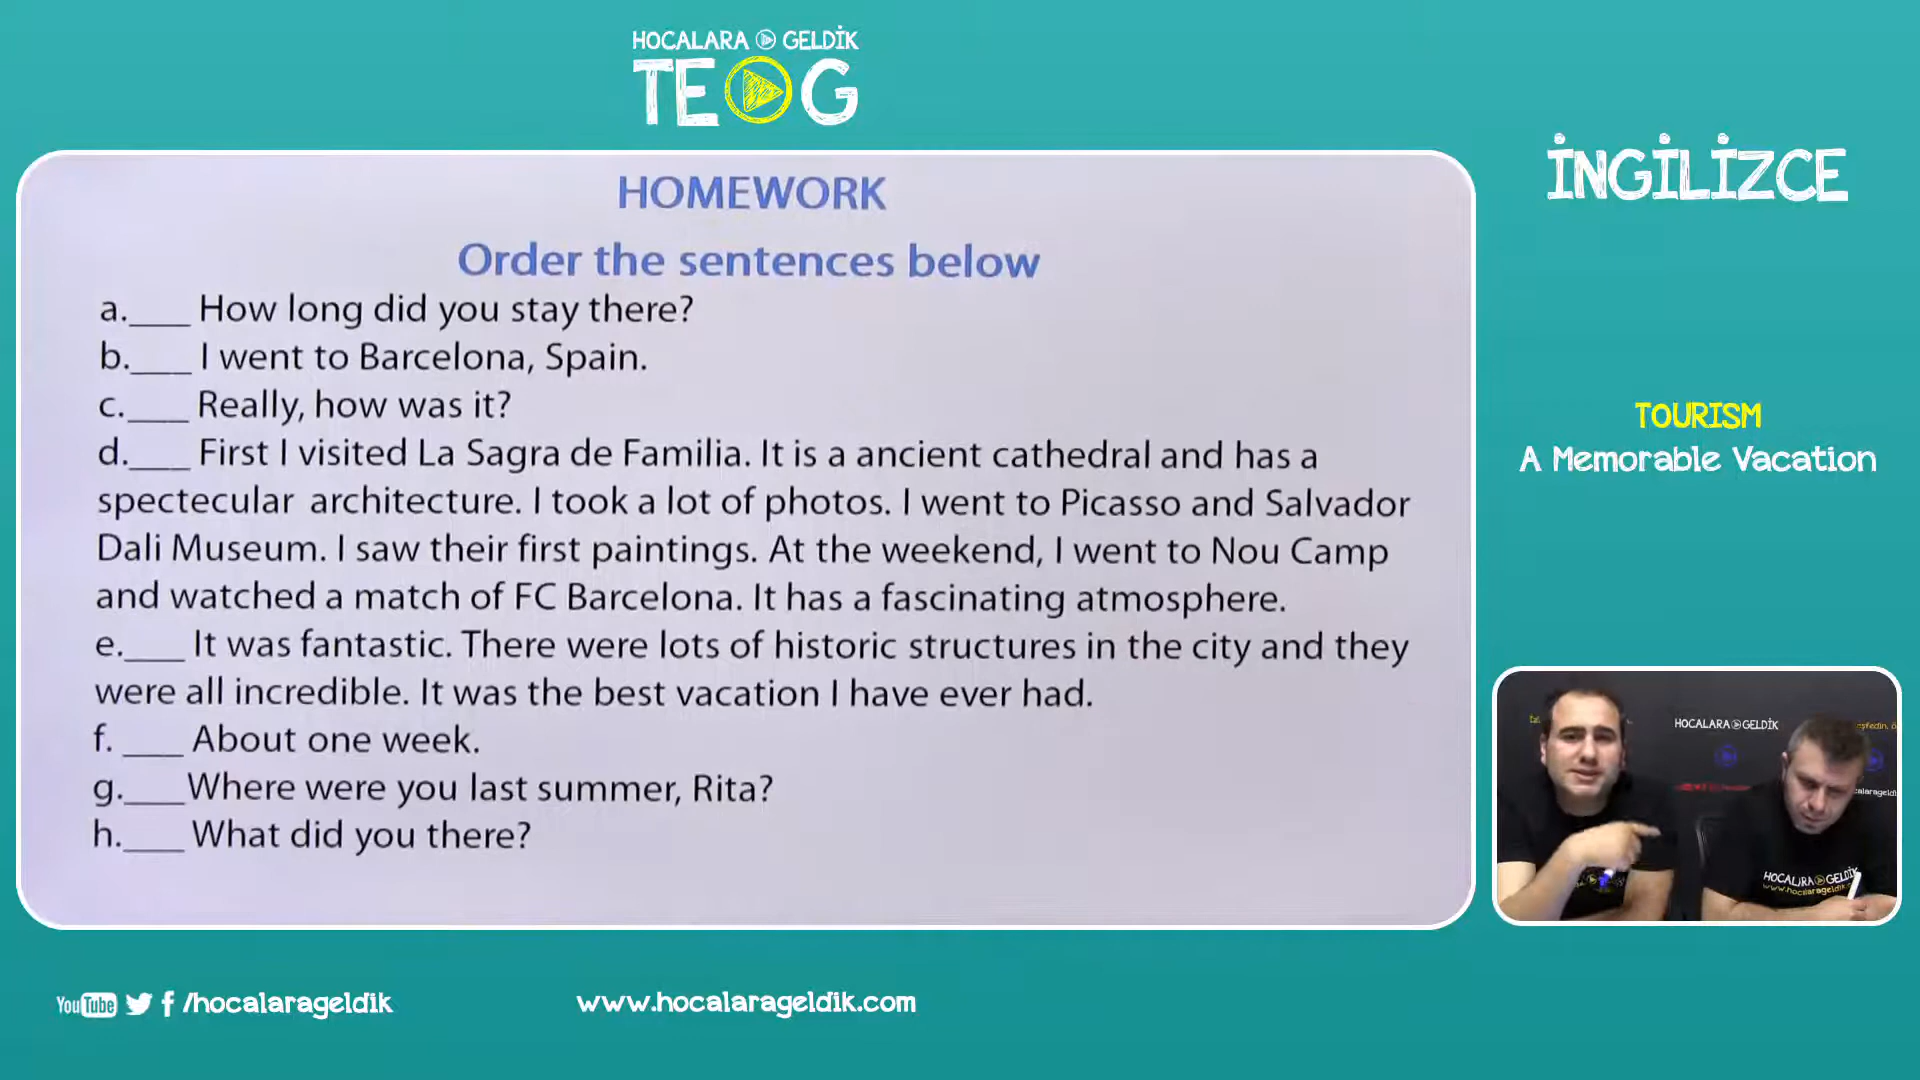 HOCALARA GELDİK
TEOG
İNGİLİZCE
HOMEWORK
Order the sentences below
a.___ How long did you stay there?
b.___ I went to Barcelona, Spain.
c.___ Really, how was it?
d.___ First I visited La Sagra de Familia. It is a ancient cathedral and has a
spectecular architecture. I took a lot of photos. I went to Picasso and Salvador
Dali Museum. I saw their first paintings. At the weekend, I went to Nou Camp
and watched a match of FC Barcelona. It has a fascinating atmosphere.
e.___ It was fantastic. There were lots of historic structures in the city and they
were all incredible. It was the best vacation I have ever had.
f. ___ About one week.
g.___Where were you last summer, Rita?
h.___ What did you there?
TOURISM
A Memorable Vacation
HOCALARA GELDİK
HOCALARA GELDİK
YouTube /hocalarageldik
www.hocalarageldik.com